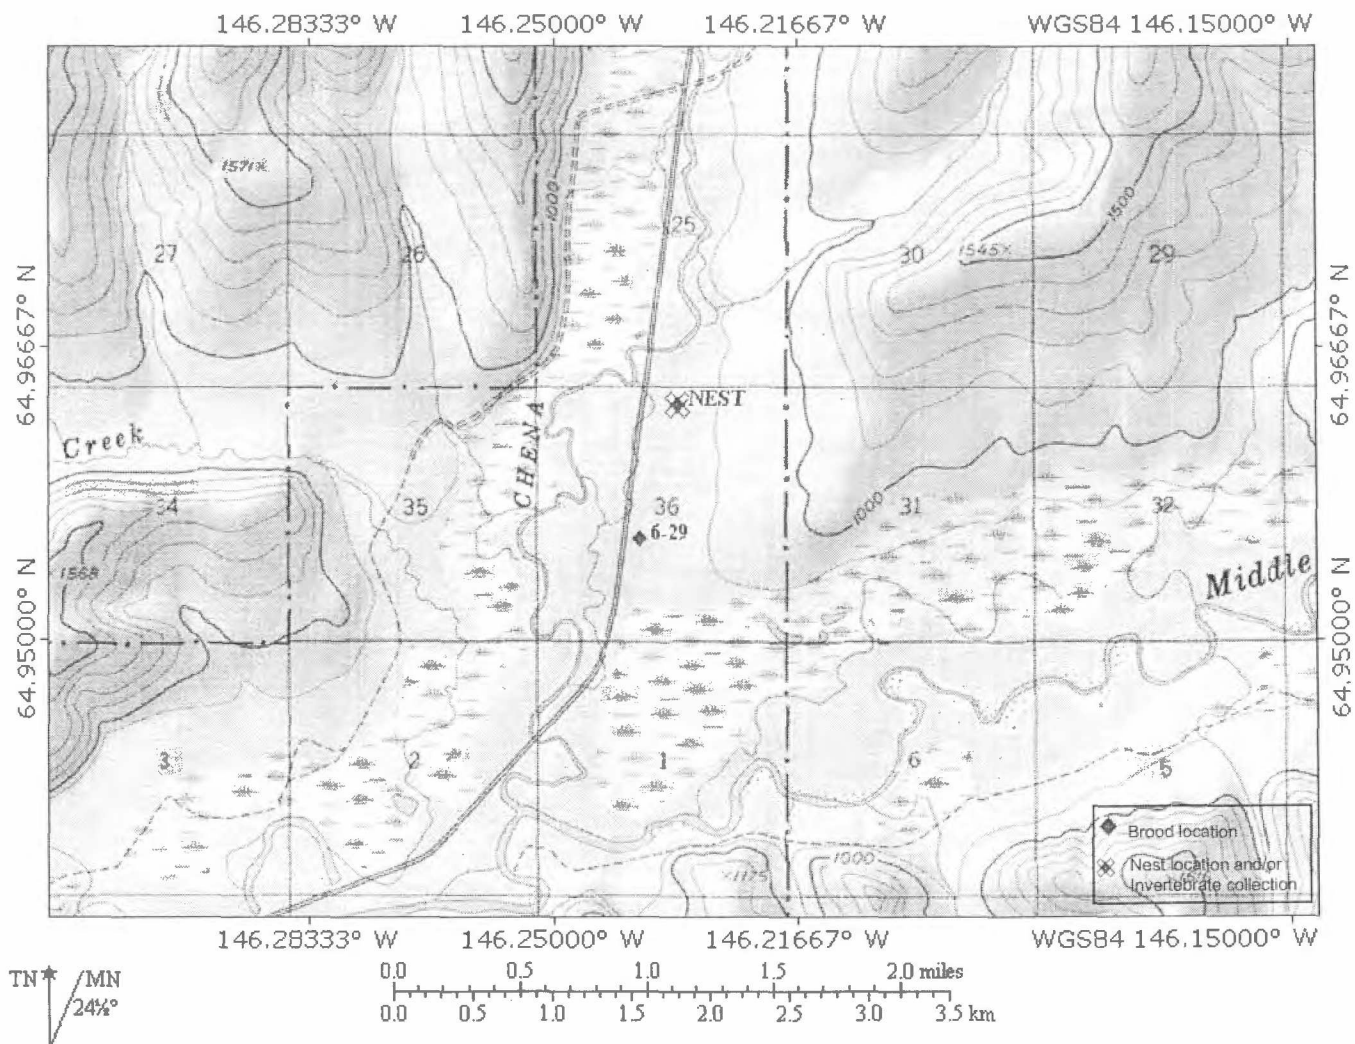 146.28333° W 146.25000° W 146.21667° W WGS84 146.15000° W
1571×
1000
25
1500
27
26
30
1545×
29
64.96667° N
64.96667° N
NEST
Creek
CHENA
34
35
36
31
32
1000
6-29
1568
Middle
64.95000° N
64.95000° N
3
2
1
6
5
Brood location
1000
×1175
Nest location and/or
Invertebrate collection
146.28333° W 146.25000° W 146.21667° W WGS84 146.15000° W
TN MN
24½°
0.0 0.5 1.0 1.5 2.0 miles
0.0 0.5 1.0 1.5 2.0 2.5 3.0 3.5 km